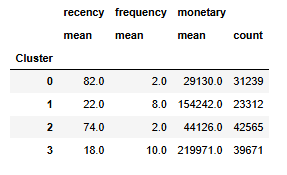 recency frequency monetary
mean mean mean count
Cluster
0 82.0 2.0 29130.0 31239
1 22.0 8.0 154242.0 23312
2 74.0 2.0 44126.0 42565
3 18.0 10.0 219971.0 39671